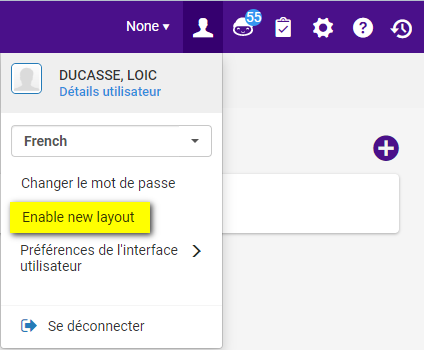 None
55
DUCASSE, LOIC
Détails utilisateur
French
Changer le mot de passe
Enable new layout
Préférences de l'interface
utilisateur
Se déconnecter